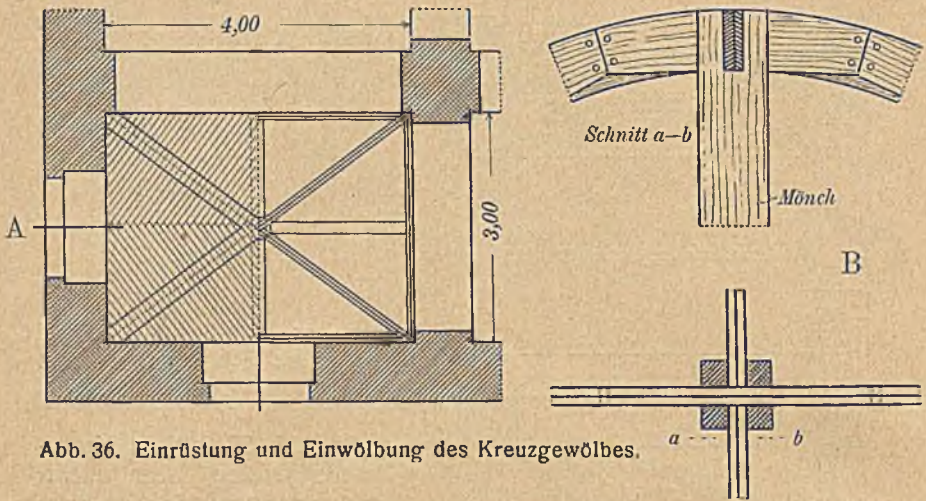 4,00
3,00
A
Schnitt a–b
Mönch
B
a
b
Abb. 36. Einrüstung und Einwölbung des Kreuzgewölbes.